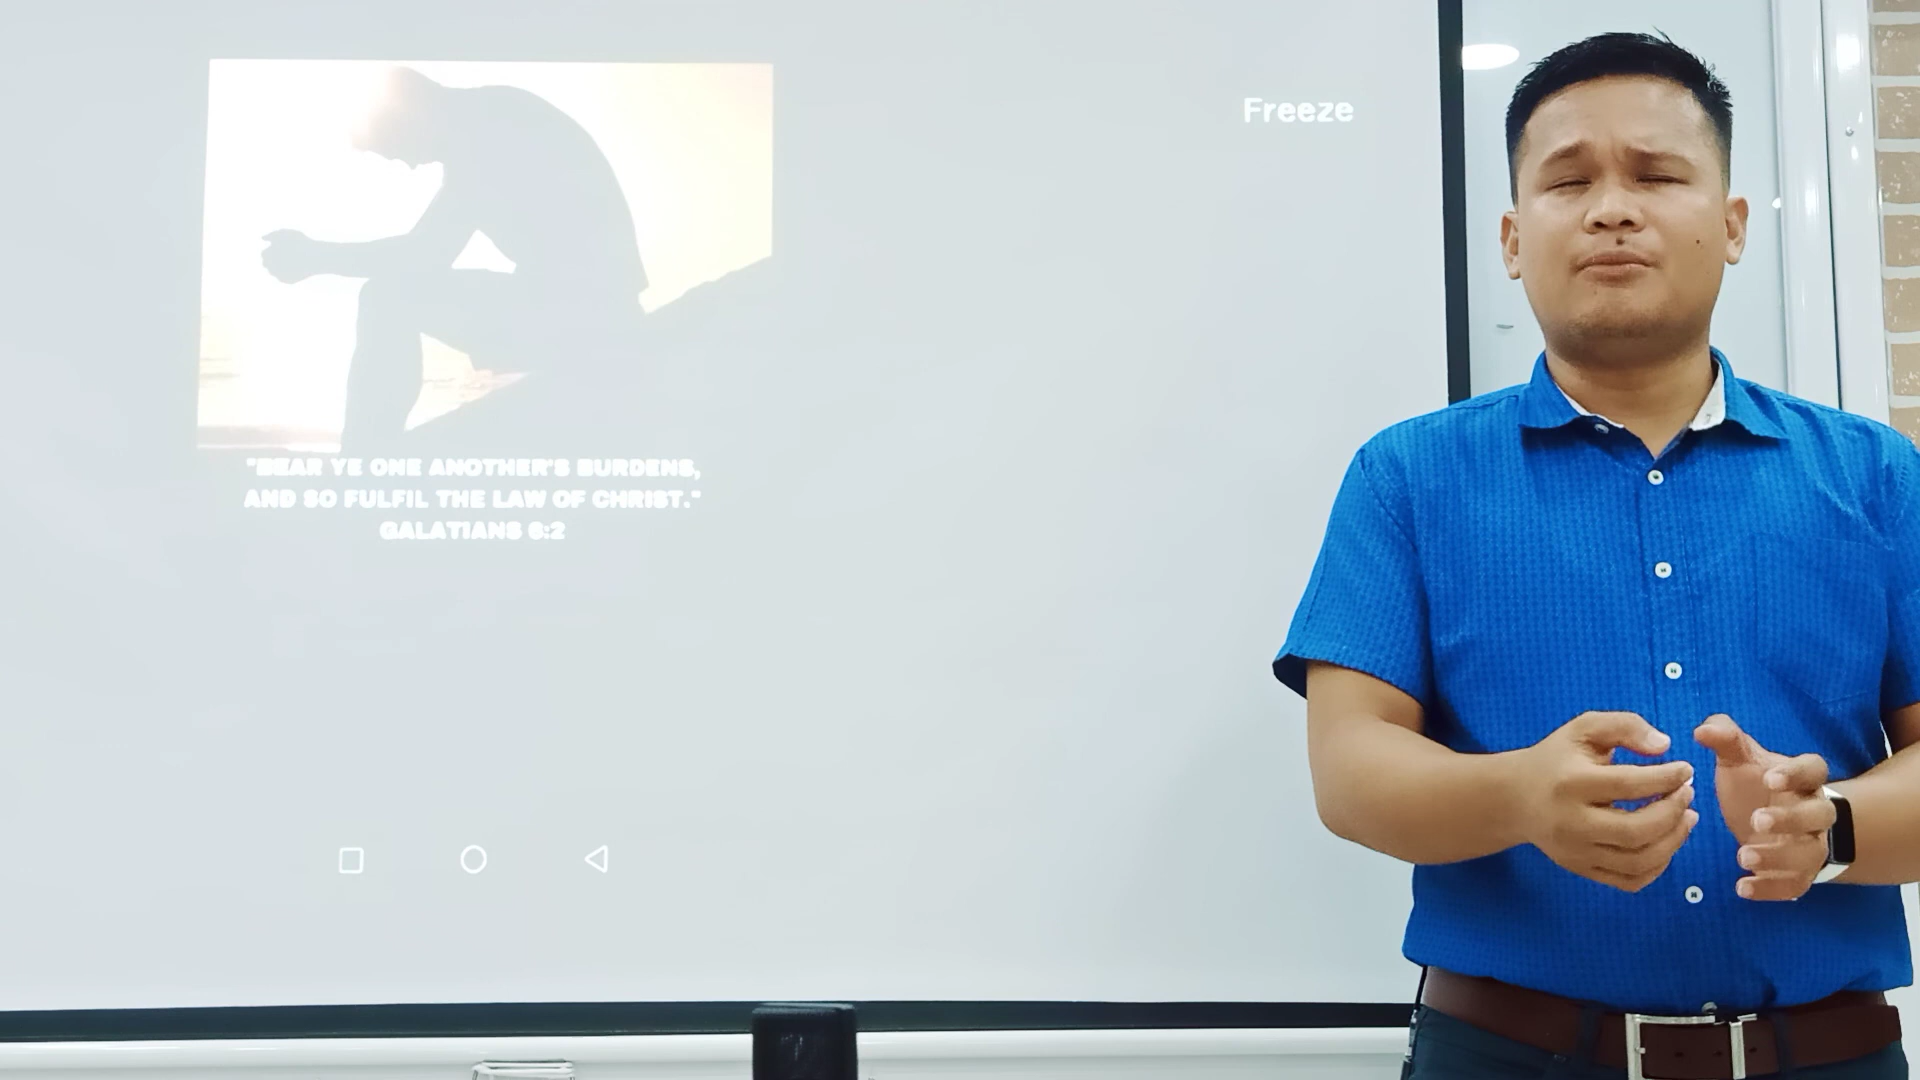 Freeze
"BEAR YE ONE ANOTHER'S BURDENS,
AND SO FULFIL THE LAW OF CHRIST."
GALATIANS 6:2